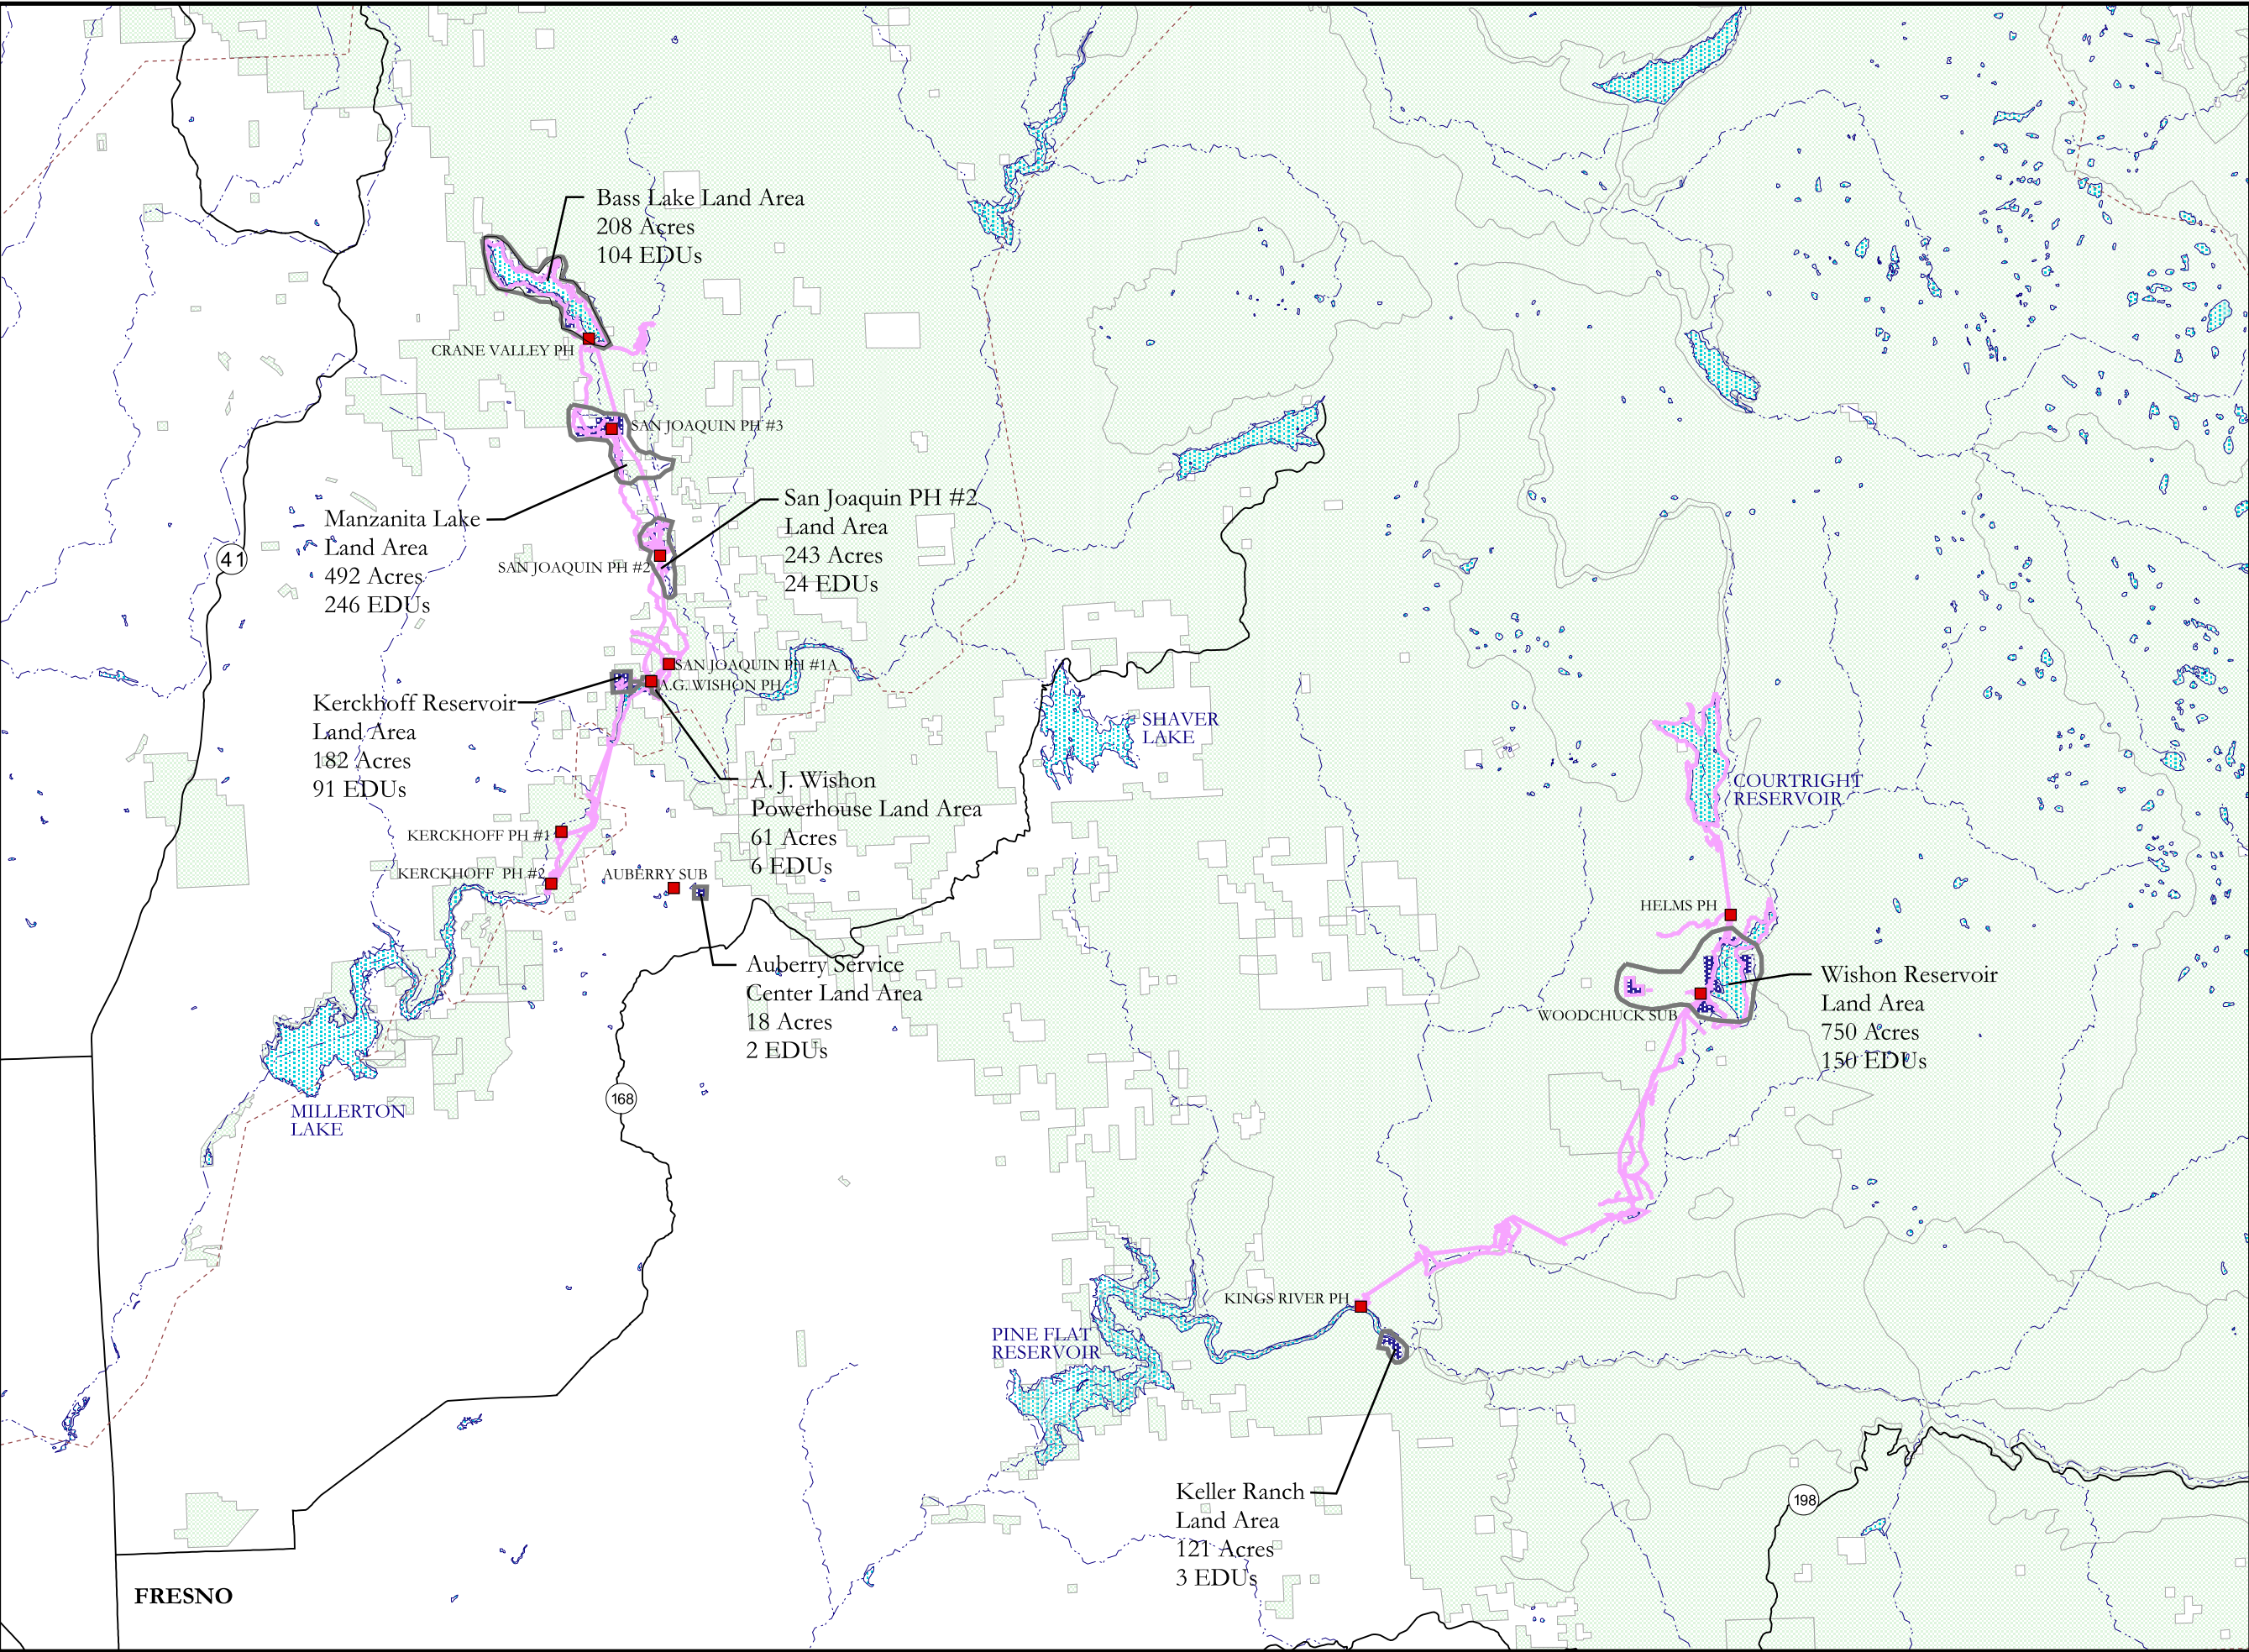 Bass Lake Land Area
208 Acres
104 EDUs
CRANE VALLEY PH
SAN JOAQUIN PH #3
Manzanita Lake
Land Area
492 Acres
246 EDUs
San Joaquin PH #2
Land Area
243 Acres
24 EDUs
SAN JOAQUIN PH #2
41
SAN JOAQUIN PH #1A
A.G. WISHON PH
Kerckhoff Reservoir
Land Area
182 Acres
91 EDUs
SHAVER
LAKE
COURTRIGHT
RESERVOIR
A. J. Wishon
Powerhouse Land Area
61 Acres
6 EDUs
KERCKHOFF PH #1
KERCKHOFF PH #2
AUBERRY SUB
HELMS PH
Auberry Service
Center Land Area
18 Acres
2 EDUs
Wishon Reservoir
Land Area
750 Acres
150 EDUs
WOODCHUCK SUB
MILLERTON
LAKE
168
KINGS RIVER PH
PINE FLAT
RESERVOIR
Keller Ranch
Land Area
121 Acres
3 EDUs
198
FRESNO